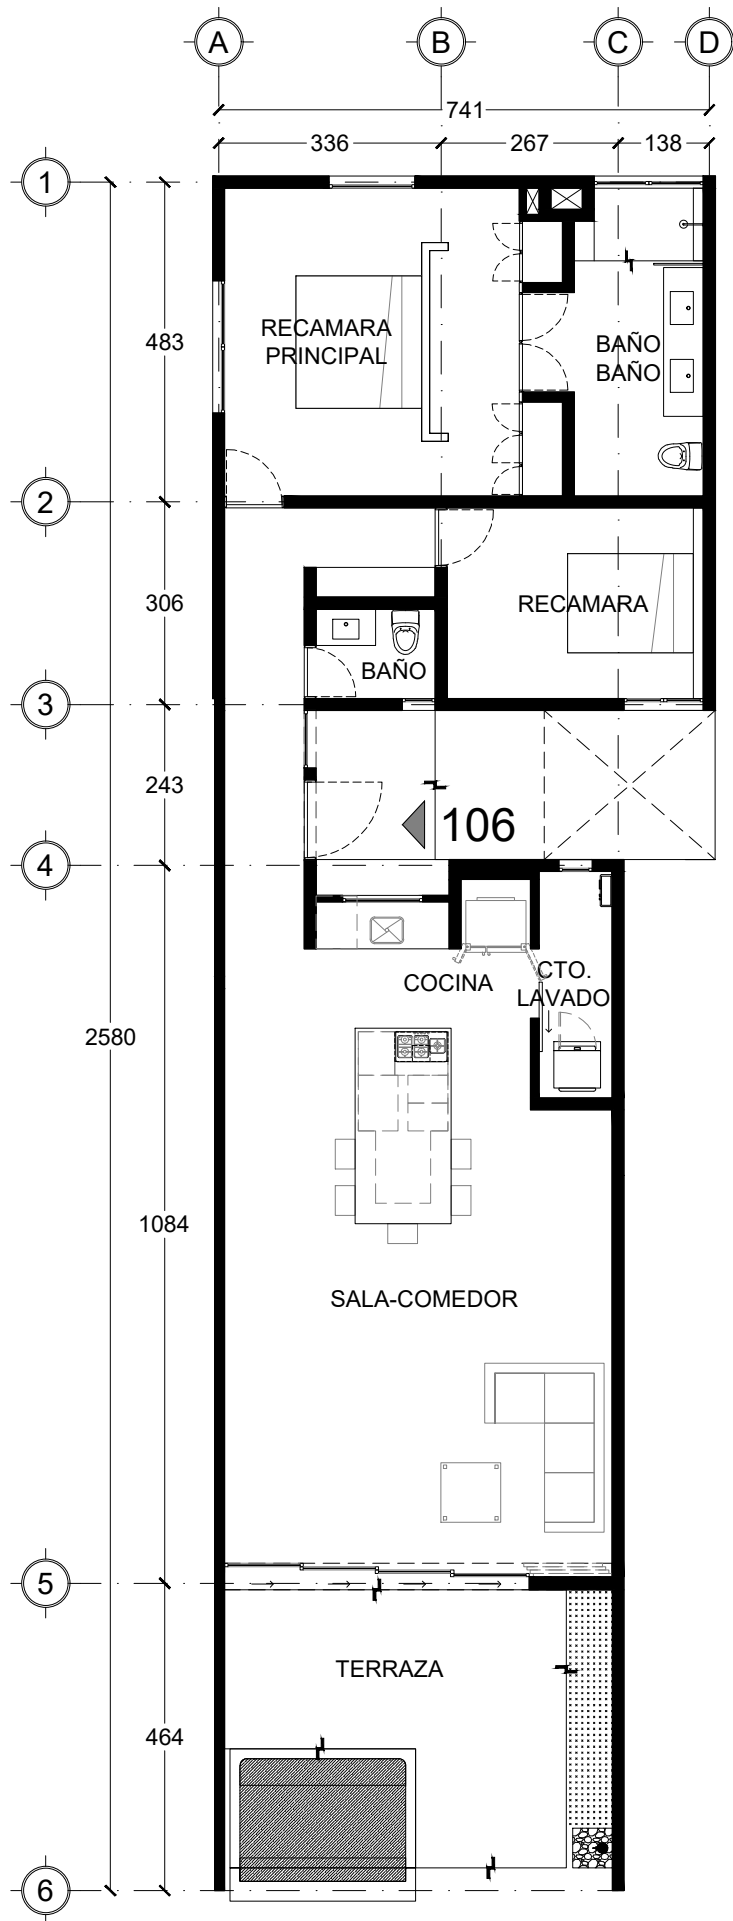 A
B
C
D
741
336
267
138
1
483
RECAMARA
PRINCIPAL
BAÑO
BAÑO
2
306
RECAMARA
BAÑO
3
243
106
4
COCINA
CTO.
LAVADO
2580
1084
SALA-COMEDOR
5
TERRAZA
464
6